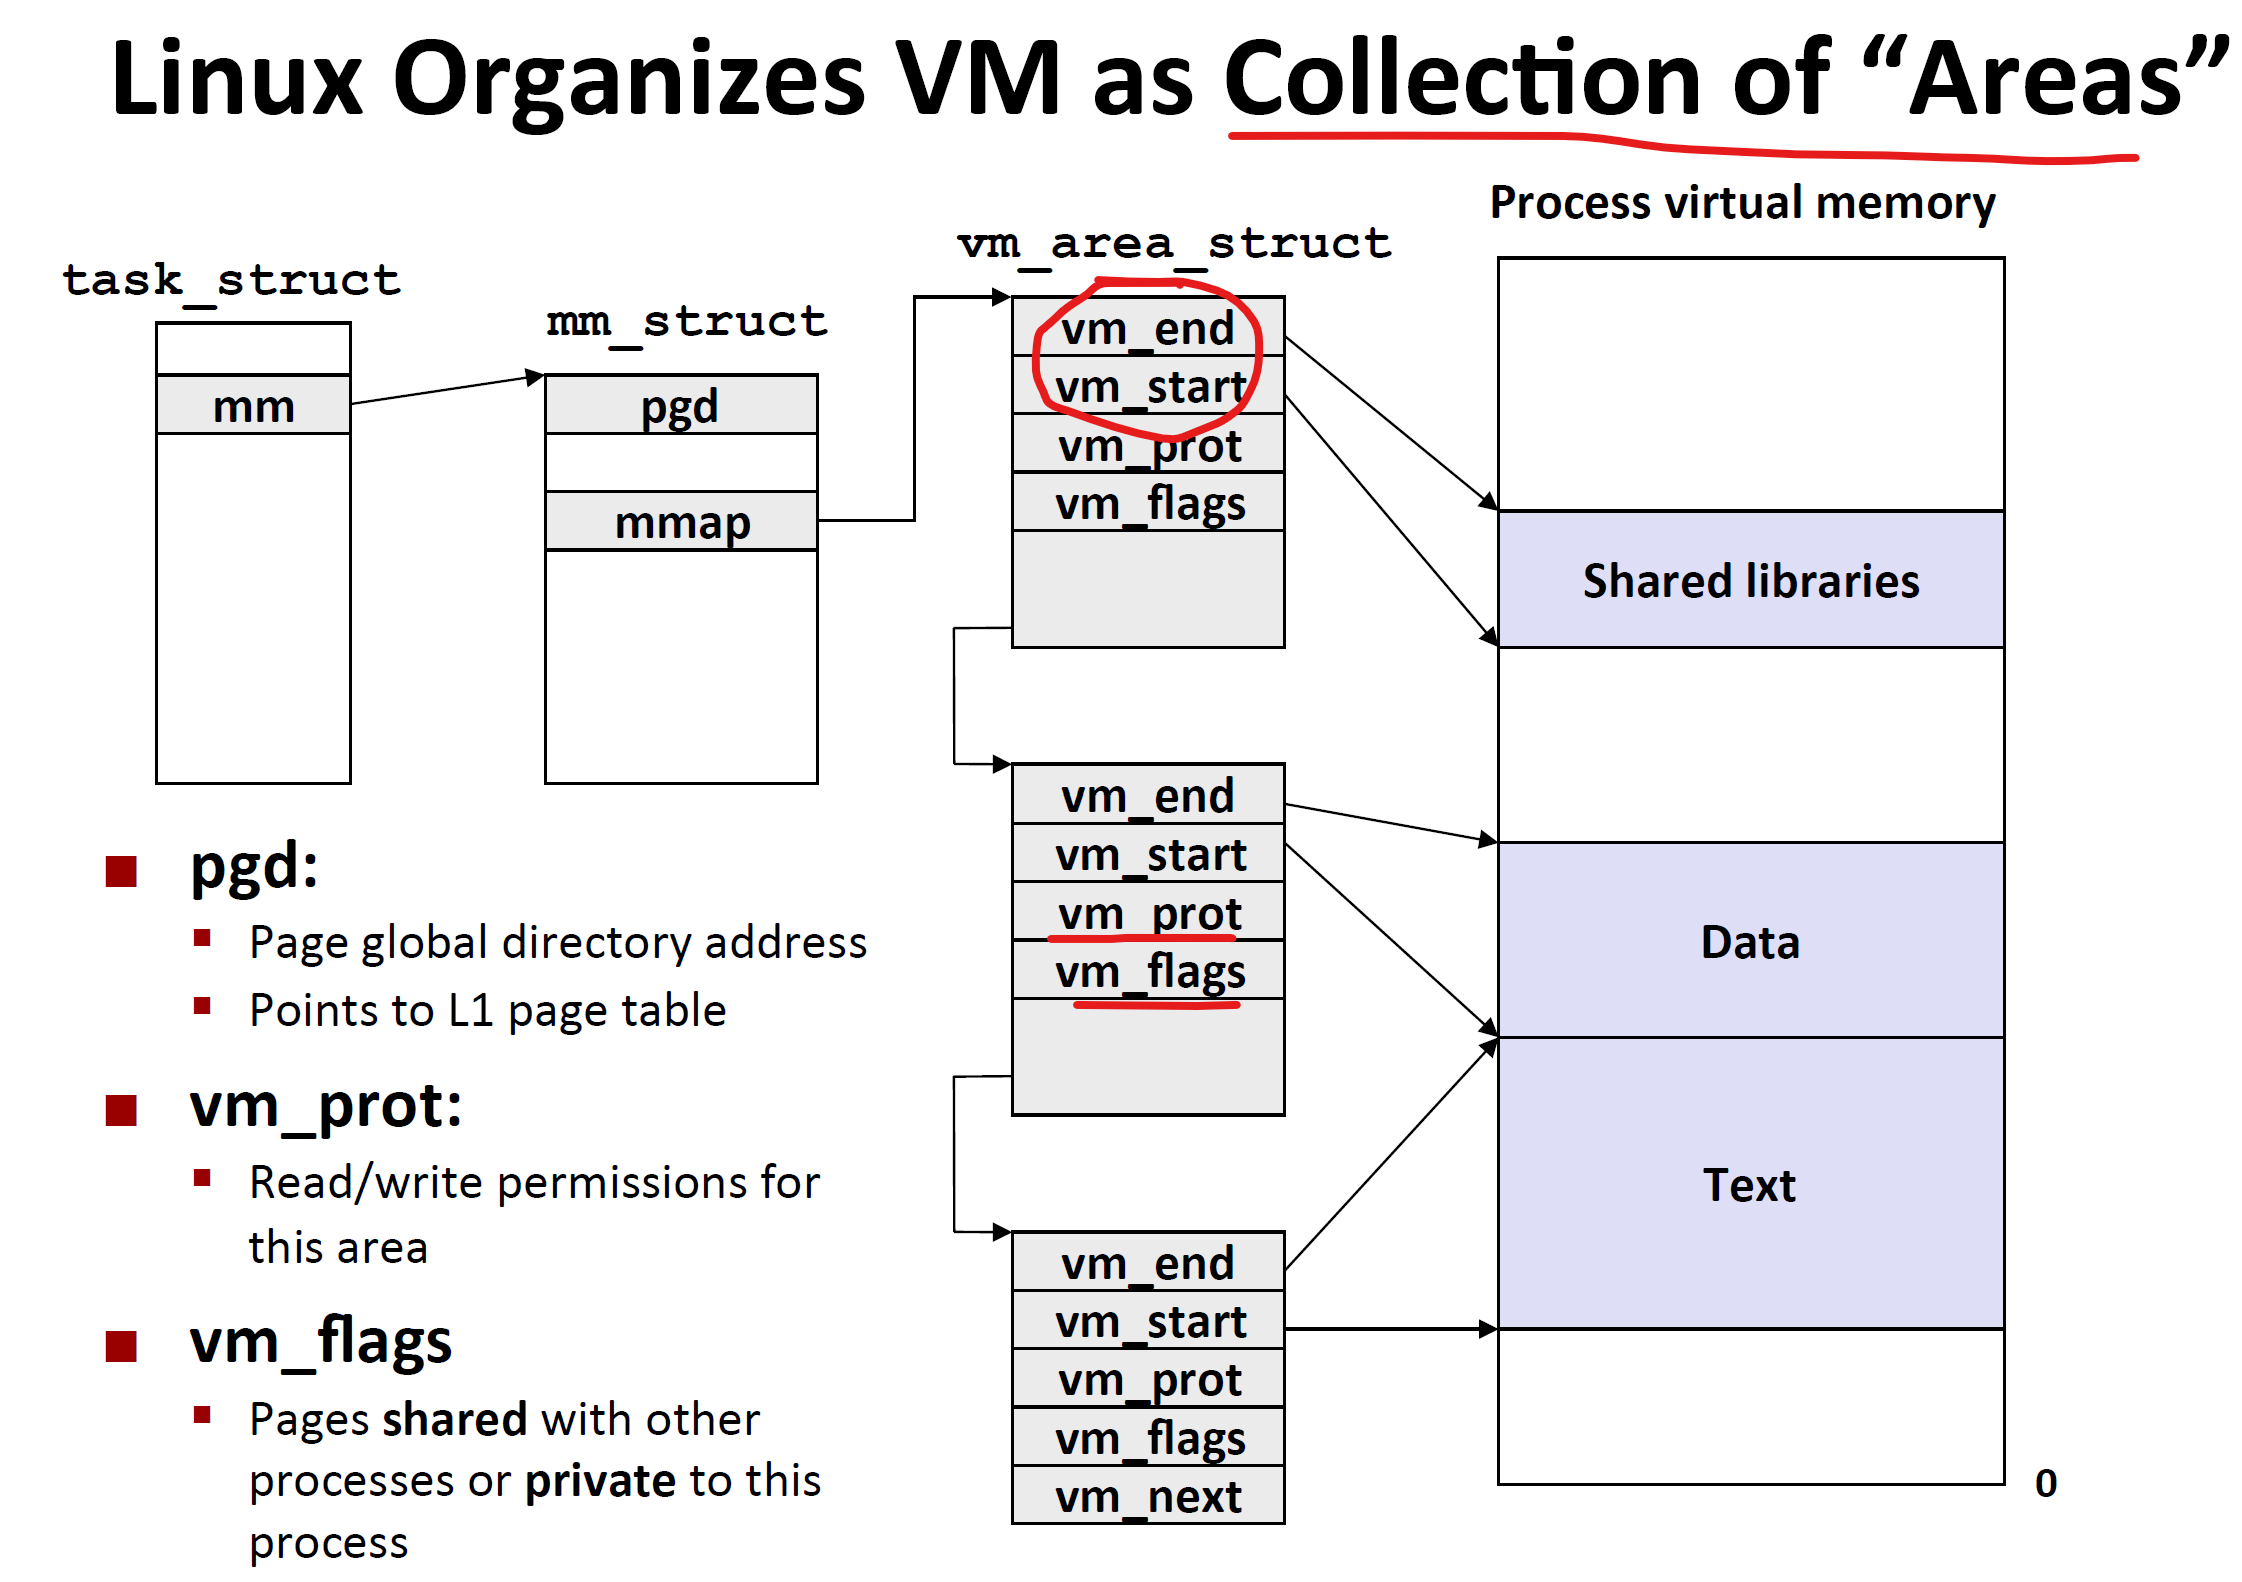 Linux Organizes VM as Collection of “Areas”
Process virtual memory
vm_area_struct
task_struct
mm_struct
mm
pgd
mmap
vm_end
vm_start
vm_prot
vm_flags
Shared libraries
vm_end
vm_start
vm_prot
vm_flags
Data
Text
vm_end
vm_start
vm_prot
vm_flags
vm_next
0
pgd:
Page global directory address
Points to L1 page table
vm_prot:
Read/write permissions for
this area
vm_flags
Pages shared with other
processes or private to this
process